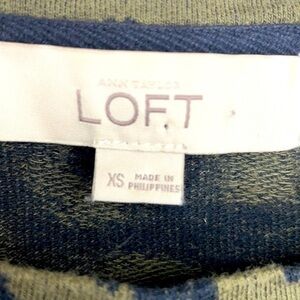 ANN TAYLOR
LOFT
XS
MADE IN
PHILIPPINES